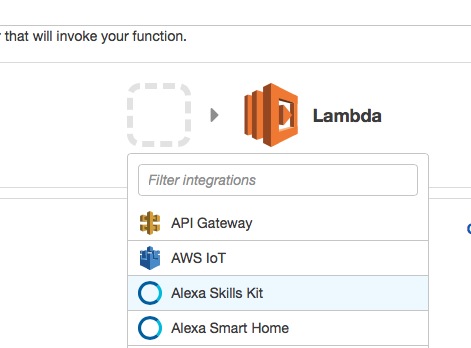 that will invoke your function.
Lambda
Filter integrations
API Gateway
AWS IoT
Alexa Skills Kit
Alexa Smart Home